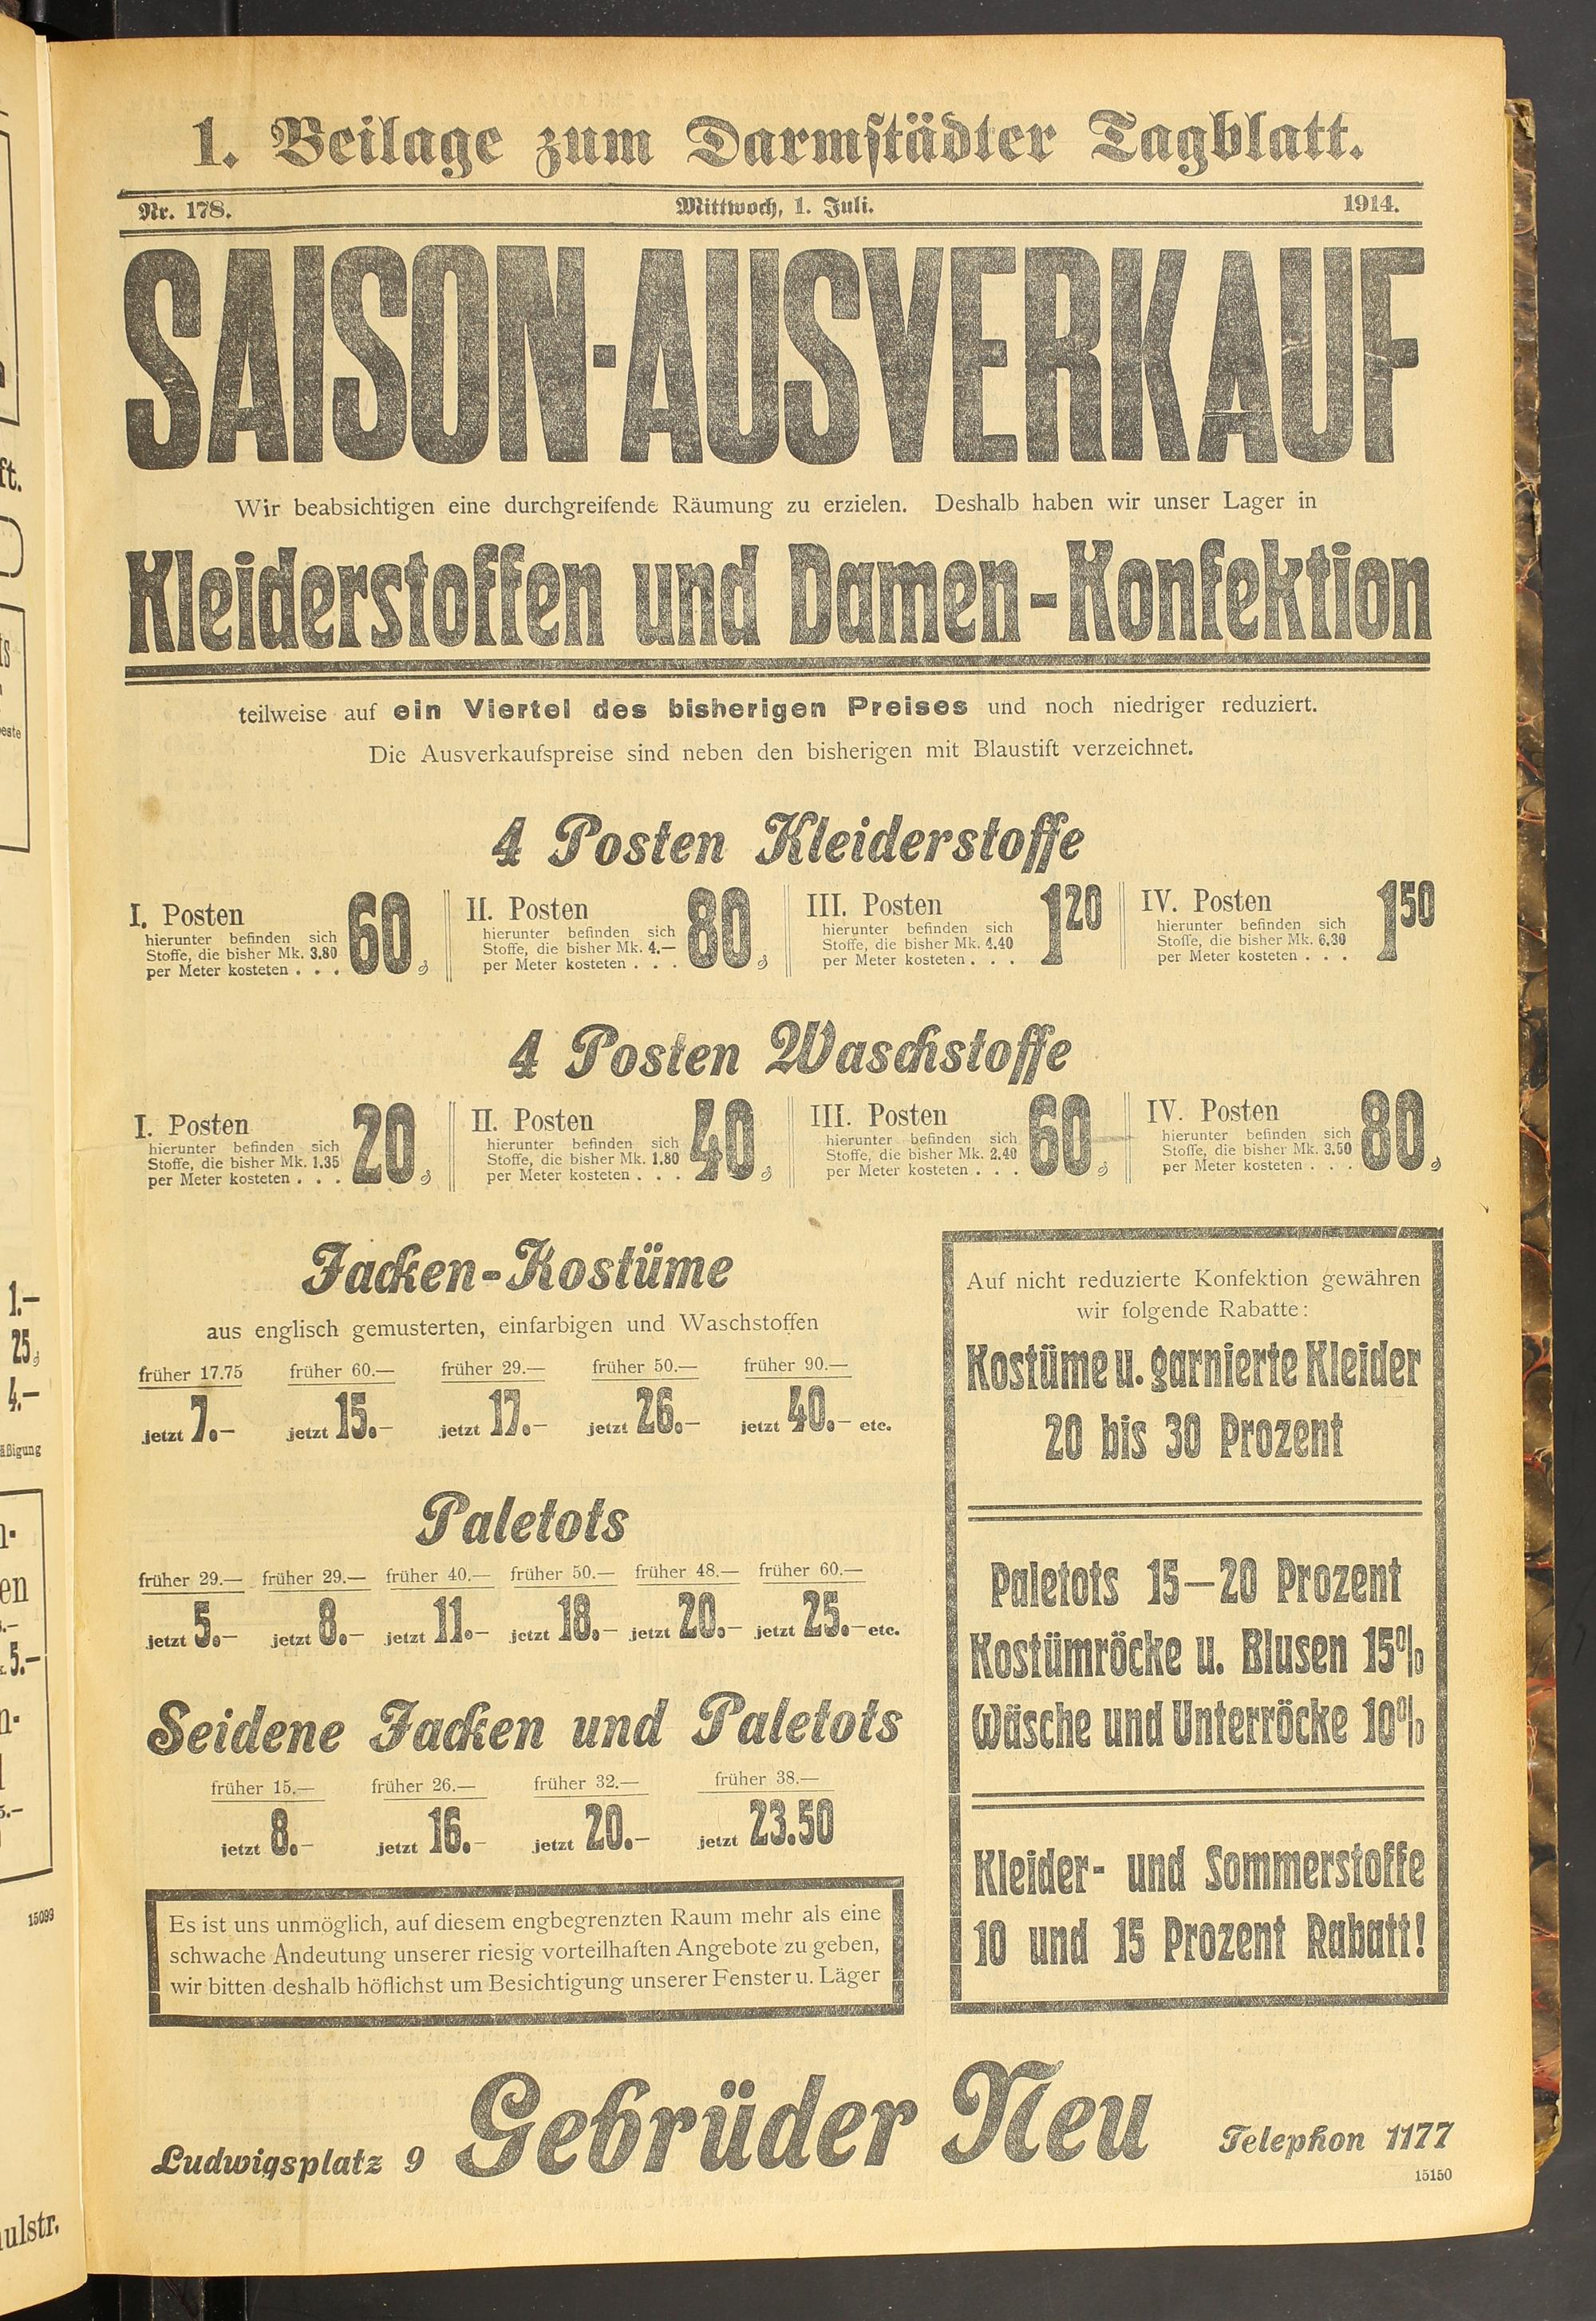 1. Beilage zum Darmstädter Tagblatt.
Nr. 178. Mittwoch, 1. Juli. 1914.
SAISON-AUSVERKAUF
Wir beabsichtigen eine durchgreifende Räumung zu erzielen. Deshalb haben wir unser Lager in
Kleiderstoffen und Damen-Konfektion
teilweise auf ein Viertel des bisherigen Preises und noch niedriger reduziert.
Die Ausverkaufspreise sind neben den bisherigen mit Blaustift verzeichnet.
4 Posten Kleiderstoffe
I. Posten
hierunter befinden sich
Stoffe, die bisher Mk. 3.80
per Meter kosteten . . .
60 ₰
II. Posten
hierunter befinden sich
Stoffe, die bisher Mk. 4.—
per Meter kosteten . . .
80 ₰
III. Posten
hierunter befinden sich
Stoffe, die bisher Mk. 4.40
per Meter kosteten . . .
1 20
IV. Posten
hierunter befinden sich
Stoffe, die bisher Mk. 6.30
per Meter kosteten . . .
1 50
4 Posten Waschstoffe
I. Posten
hierunter befinden sich
Stoffe, die bisher Mk. 1.35
per Meter kosteten . . .
20 ₰
II. Posten
hierunter befinden sich
Stoffe, die bisher Mk. 1.80
per Meter kosteten . . .
40 ₰
III. Posten
hierunter befinden sich
Stoffe, die bisher Mk. 2.40
per Meter kosteten . . .
60 ₰
IV. Posten
hierunter befinden sich
Stoffe, die bisher Mk. 3.50
per Meter kosteten . . .
80 ₰
Jacken-Kostüme
aus englisch gemusterten, einfarbigen und Waschstoffen
früher 17.75 früher 60.— früher 29.— früher 50.— früher 90.—
jetzt 7.— jetzt 15.— jetzt 17.— jetzt 26.— jetzt 40.— etc.
Paletots
früher 29.— früher 29.— früher 40.— früher 50.— früher 48.— früher 60.—
jetzt 5.— jetzt 8.— jetzt 11.— jetzt 18.— jetzt 20.— jetzt 25.— etc.
Seidene Jacken und Paletots
früher 15.— früher 26.— früher 32.— früher 38.—
jetzt 8.— jetzt 16.— jetzt 20.— jetzt 23.50
Es ist uns unmöglich, auf diesem engbegrenzten Raum mehr als eine
schwache Andeutung unserer riesig vorteilhaften Angebote zu geben,
wir bitten deshalb höflichst um Besichtigung unserer Fenster u. Läger
Auf nicht reduzierte Konfektion gewähren
wir folgende Rabatte:
Kostüme u. garnierte Kleider
20 bis 30 Prozent
Paletots 15—20 Prozent
Kostümröcke u. Blusen 15%
Wäsche und Unterröcke 10%
Kleider- und Sommerstoffe
10 und 15 Prozent Rabatt!
Ludwigsplatz 9 Gebrüder Neu Telephon 1177
15150
ft.
1.—
25 ₰
4.—
äßigung
en
5.—
15099
ulstr.